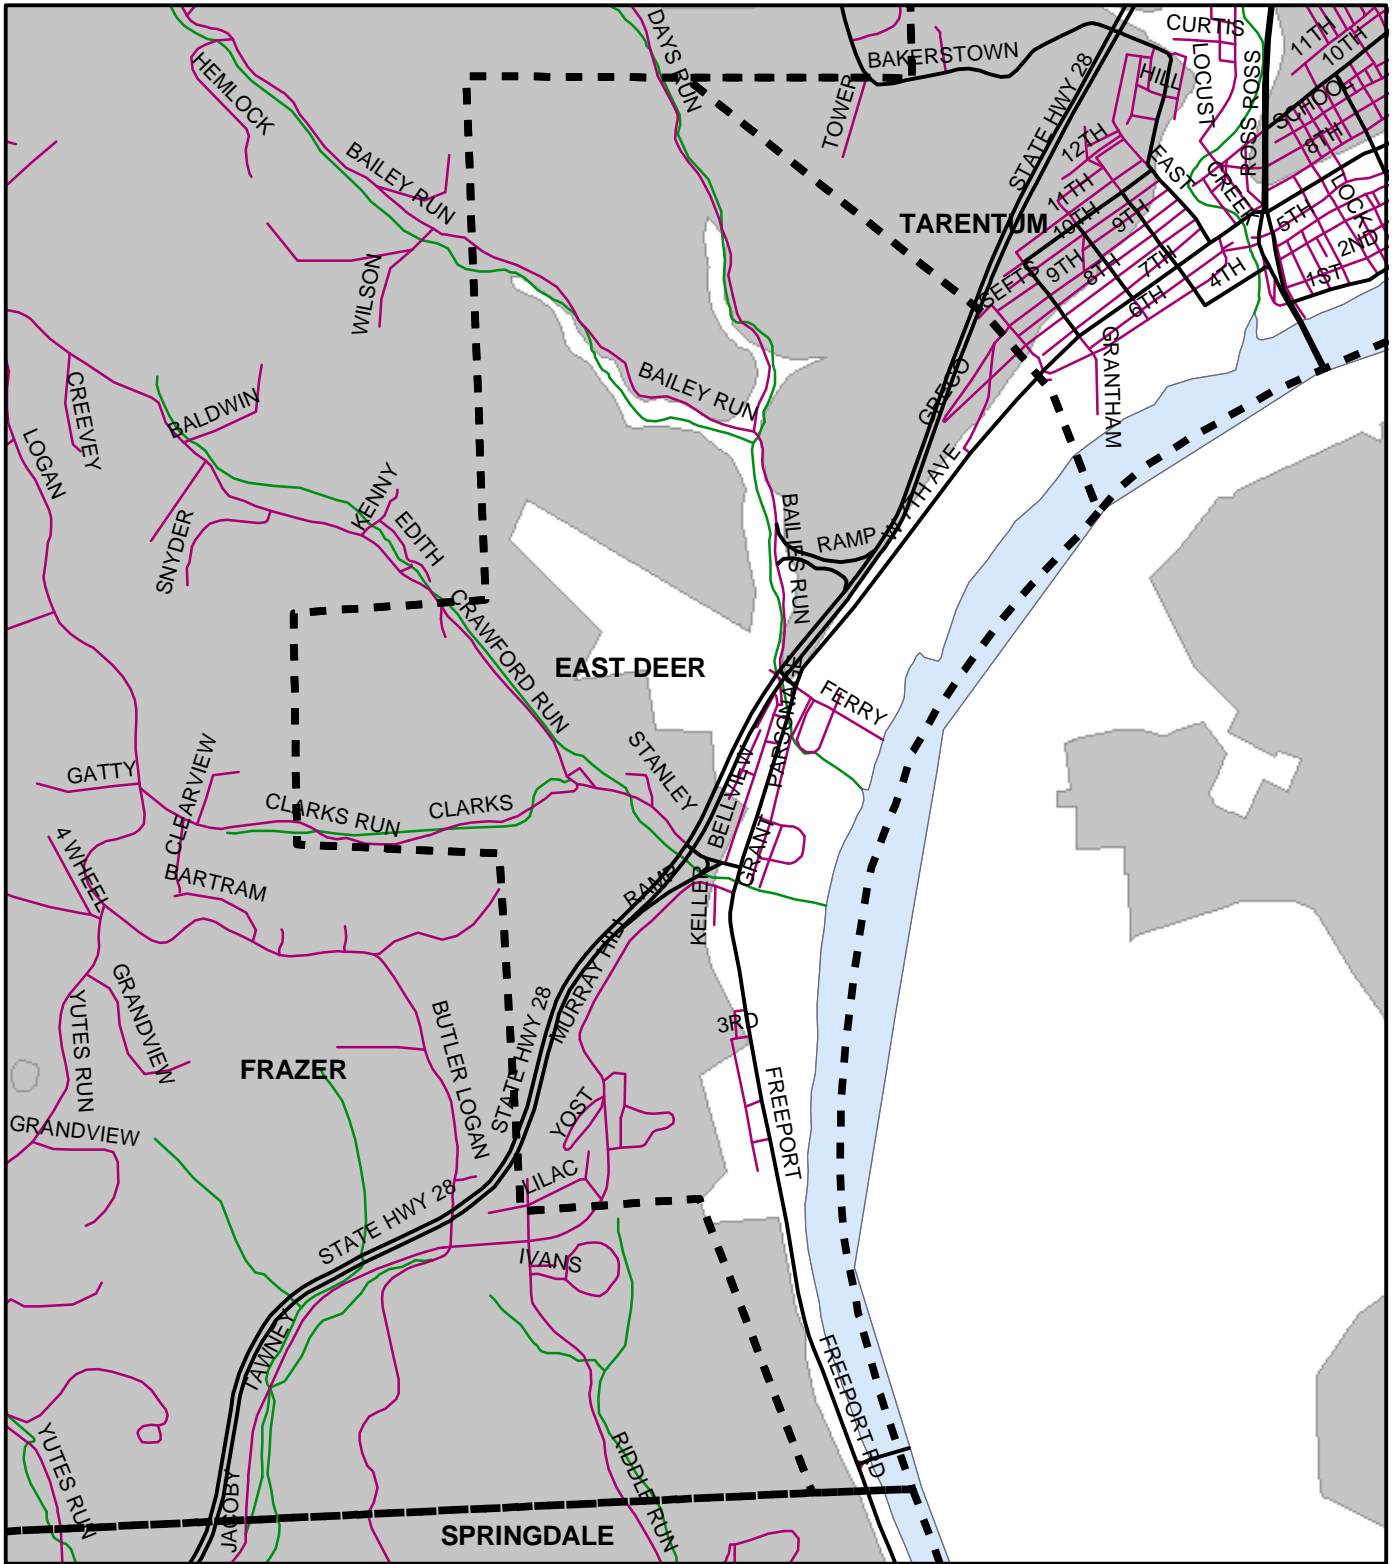 CURTIS
11TH
10TH
DAYS RUN
BAKERSTOWN
HEMLOCK
STATE HWY 28
HILL
LOCUST
ROSS ROSS
SCHOOL
8TH
TOWER
12TH
EAST
CREEK
BAILEY RUN
11TH
LOCK
TARENTUM
10TH
9TH
5TH
2ND
WILSON
SEFTS
9TH
8TH
7TH
4TH
1ST
6TH
GRANTHAM
CREEVEY
BALDWIN
BAILEY RUN
GRECO
LOGAN
KENNY
EDITH
SNYDER
BAILIES RUN
RAMP
W 7TH AVE
CRAWFORD RUN
EAST DEER
PARSONAGE
FERRY
GATTY
CLEARVIEW
STANLEY
BELLVIEW
CLARKS RUN
CLARKS
4 WHEEL
BARTRAM
RAMP
GRANT
KELLER
MURRAY HILL
GRANDVIEW
YUTES RUN
BUTLER LOGAN
STATE HWY 28
3RD
FRAZER
FREEPORT
YOST
GRANDVIEW
LILAC
STATE HWY 28
IVANS
TAWNEY
FREEPORT RD
YUTES RUN
RIDDLE RUN
JACOBY
SPRINGDALE